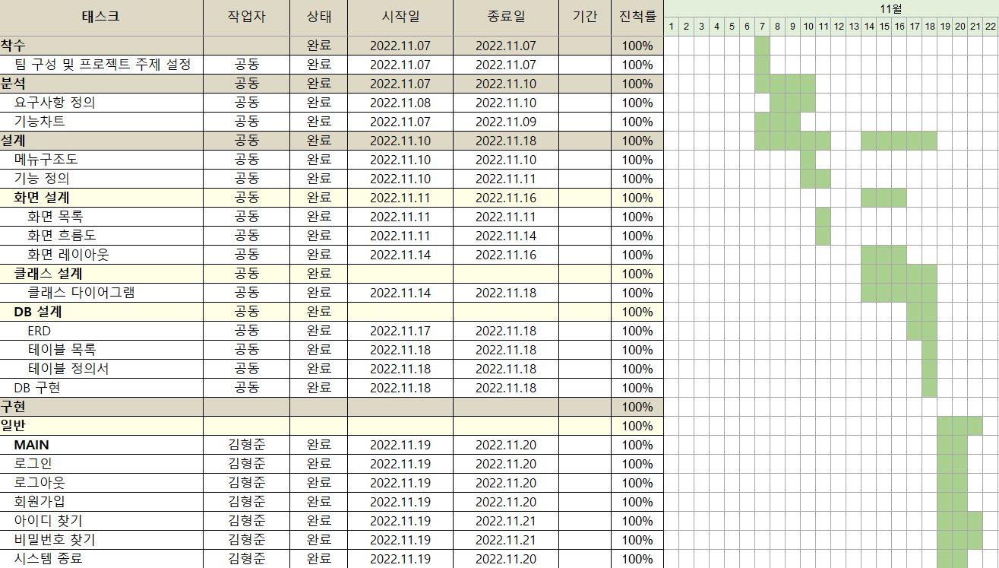 태스크 작업자 상태 시작일 종료일 기간 진척률 11월
1 2 3 4 5 6 7 8 9 10 11 12 13 14 15 16 17 18 19 20 21 22
착수 완료 2022.11.07 2022.11.07 100%
팀 구성 및 프로젝트 주제 설정 공동 완료 2022.11.07 2022.11.07 100%
분석 공동 완료 2022.11.07 2022.11.10 100%
요구사항 정의 공동 완료 2022.11.08 2022.11.10 100%
기능차트 공동 완료 2022.11.07 2022.11.09 100%
설계 공동 완료 2022.11.10 2022.11.18 100%
메뉴구조도 공동 완료 2022.11.10 2022.11.10 100%
기능 정의 공동 완료 2022.11.10 2022.11.11 100%
화면 설계 공동 완료 2022.11.11 2022.11.16 100%
화면 목록 공동 완료 2022.11.11 2022.11.11 100%
화면 흐름도 공동 완료 2022.11.11 2022.11.14 100%
화면 레이아웃 공동 완료 2022.11.14 2022.11.16 100%
클래스 설계 공동 완료 100%
클래스 다이어그램 공동 완료 2022.11.14 2022.11.18 100%
DB 설계 공동 완료 100%
ERD 공동 완료 2022.11.17 2022.11.18 100%
테이블 목록 공동 완료 2022.11.18 2022.11.18 100%
테이블 정의서 공동 완료 2022.11.18 2022.11.18 100%
DB 구현 공동 완료 2022.11.18 2022.11.18 100%
구현 100%
일반 100%
MAIN 김형준 완료 2022.11.19 2022.11.20 100%
로그인 김형준 완료 2022.11.19 2022.11.20 100%
로그아웃 김형준 완료 2022.11.19 2022.11.20 100%
회원가입 김형준 완료 2022.11.19 2022.11.20 100%
아이디 찾기 김형준 완료 2022.11.19 2022.11.21 100%
비밀번호 찾기 김형준 완료 2022.11.19 2022.11.21 100%
시스템 종료 김형준 완료 2022.11.19 2022.11.20 100%